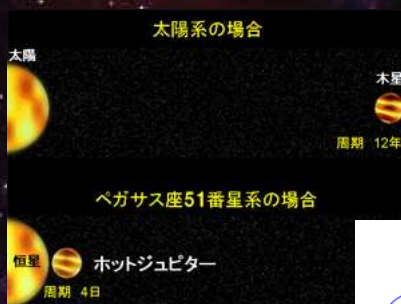 太陽系の場合
太陽
木星
周期 12年
ペガサス座51番星系の場合
恒星
ホットジュピター
周期 4日